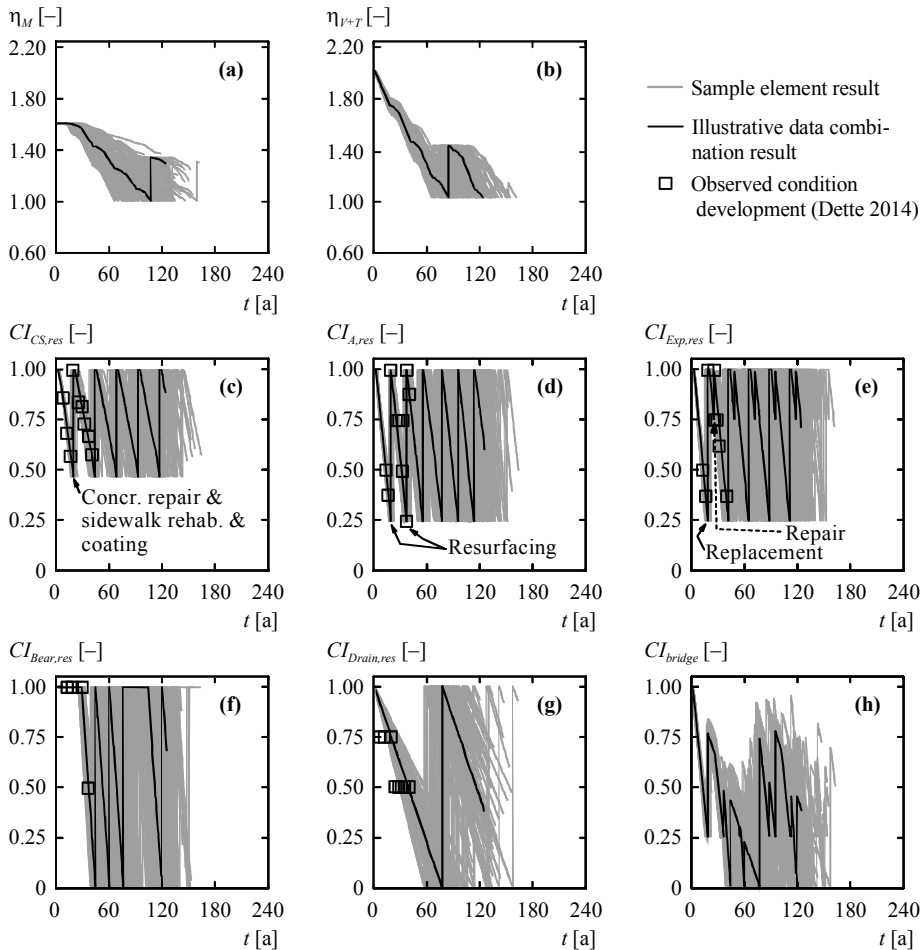 η_M [–]
2.20
1.80
1.40
1.00
0.60
(a)
0 60 120 180 240
t [a]
η_V+T [–]
2.20
1.80
1.40
1.00
0.60
(b)
0 60 120 180 240
t [a]
Sample element result
Illustrative data combi-
nation result
Observed condition
development (Dette 2014)
CI_CS,res [–]
1.00
0.75
0.50
0.25
0
(c)
Concr. repair &
sidewalk rehab. &
coating
0 60 120 180 240
t [a]
CI_A,res [–]
1.00
0.75
0.50
0.25
0
(d)
Resurfacing
0 60 120 180 240
t [a]
CI_Exp,res [–]
1.00
0.75
0.50
0.25
0
(e)
Repair
Replacement
0 60 120 180 240
t [a]
CI_Bear,res [–]
1.00
0.75
0.50
0.25
0
(f)
0 60 120 180 240
t [a]
CI_Drain,res [–]
1.00
0.75
0.50
0.25
0
(g)
0 60 120 180 240
t [a]
CI_bridge [–]
1.00
0.75
0.50
0.25
0
(h)
0 60 120 180 240
t [a]